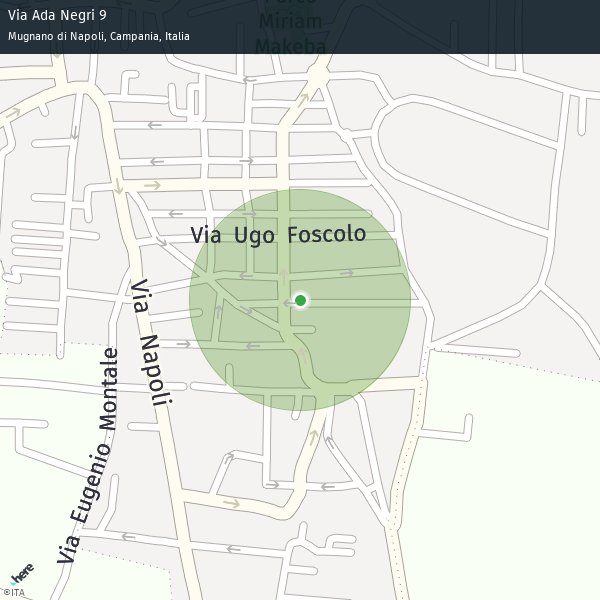 Via Ada Negri 9
Mugnano di Napoli, Campania, Italia
Parco
Miriam
Makeba
Via Ugo Foscolo
Via Napoli
Via Eugenio Montale
here
©ITA